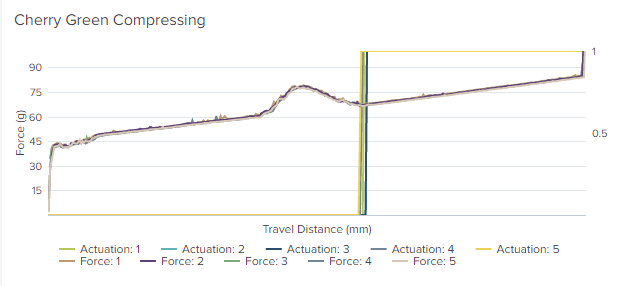 Cherry Green Compressing
1
90
75
60
0.5
45
30
15
Force (g)
Travel Distance (mm)
Actuation: 1 Actuation: 2 Actuation: 3 Actuation: 4 Actuation: 5
Force: 1 Force: 2 Force: 3 Force: 4 Force: 5